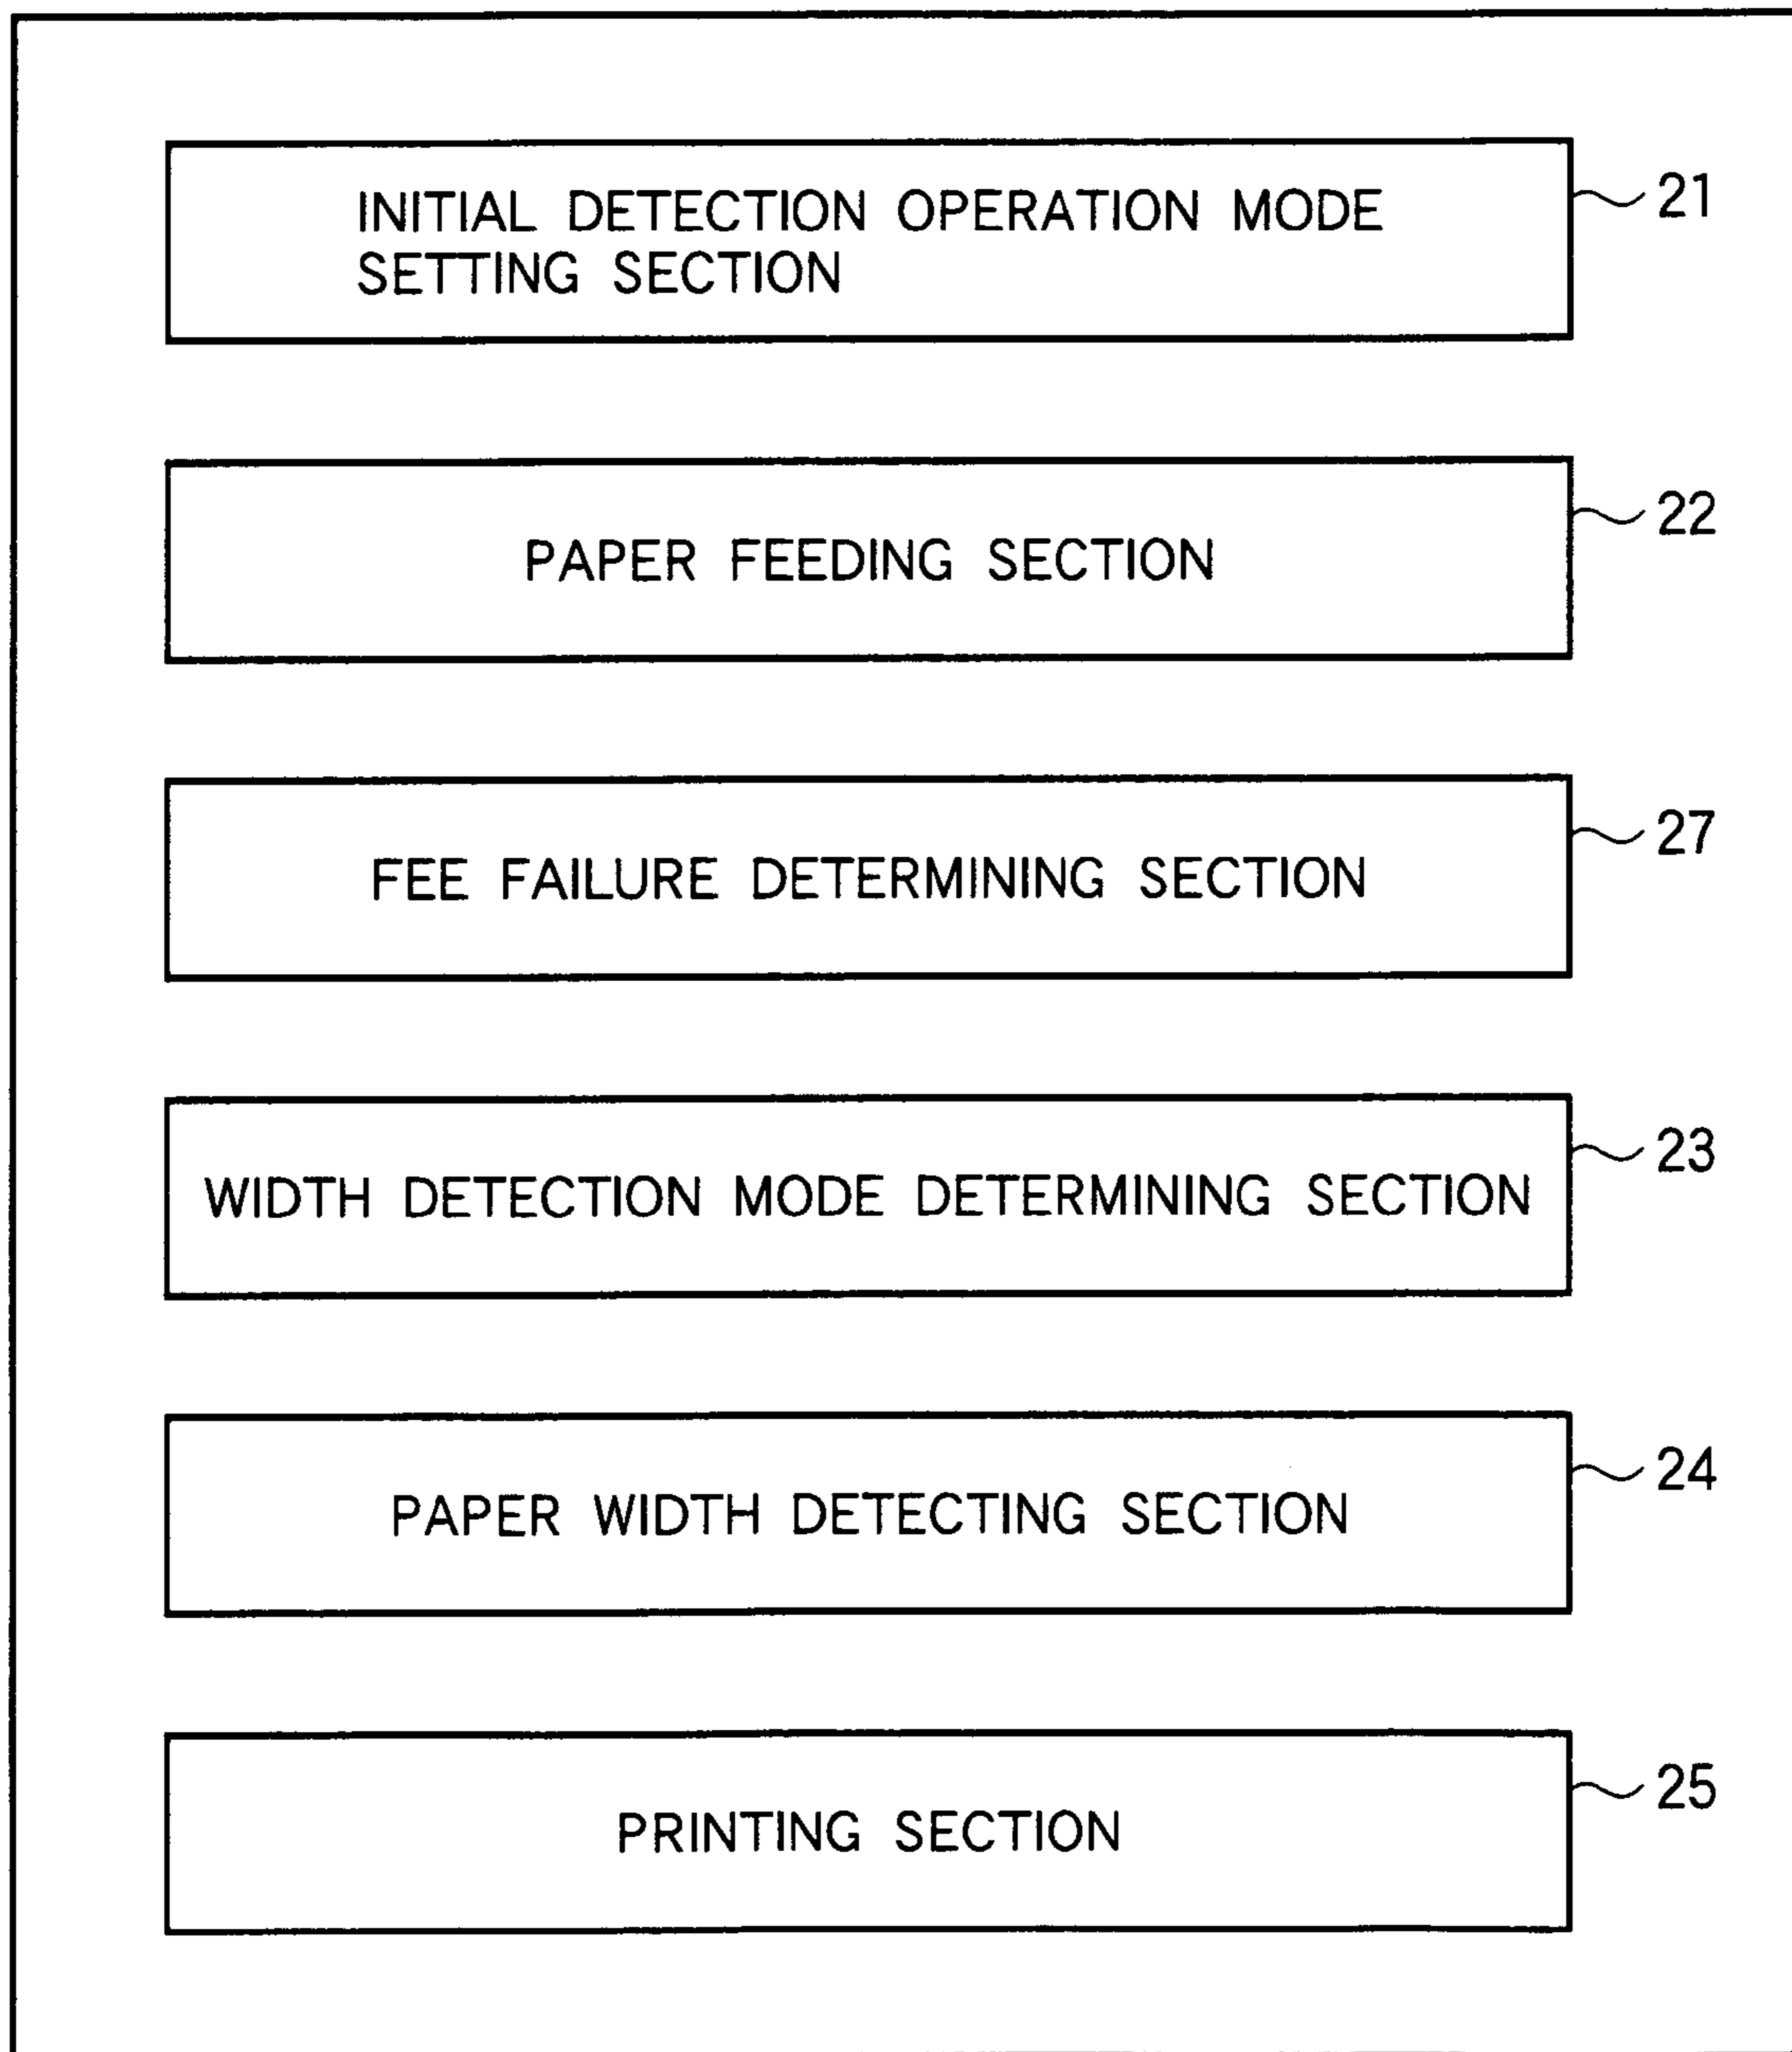 INITIAL DETECTION OPERATION MODE
SETTING SECTION
21
PAPER FEEDING SECTION
22
FEE FAILURE DETERMINING SECTION
27
WIDTH DETECTION MODE DETERMINING SECTION
23
PAPER WIDTH DETECTING SECTION
24
PRINTING SECTION
25